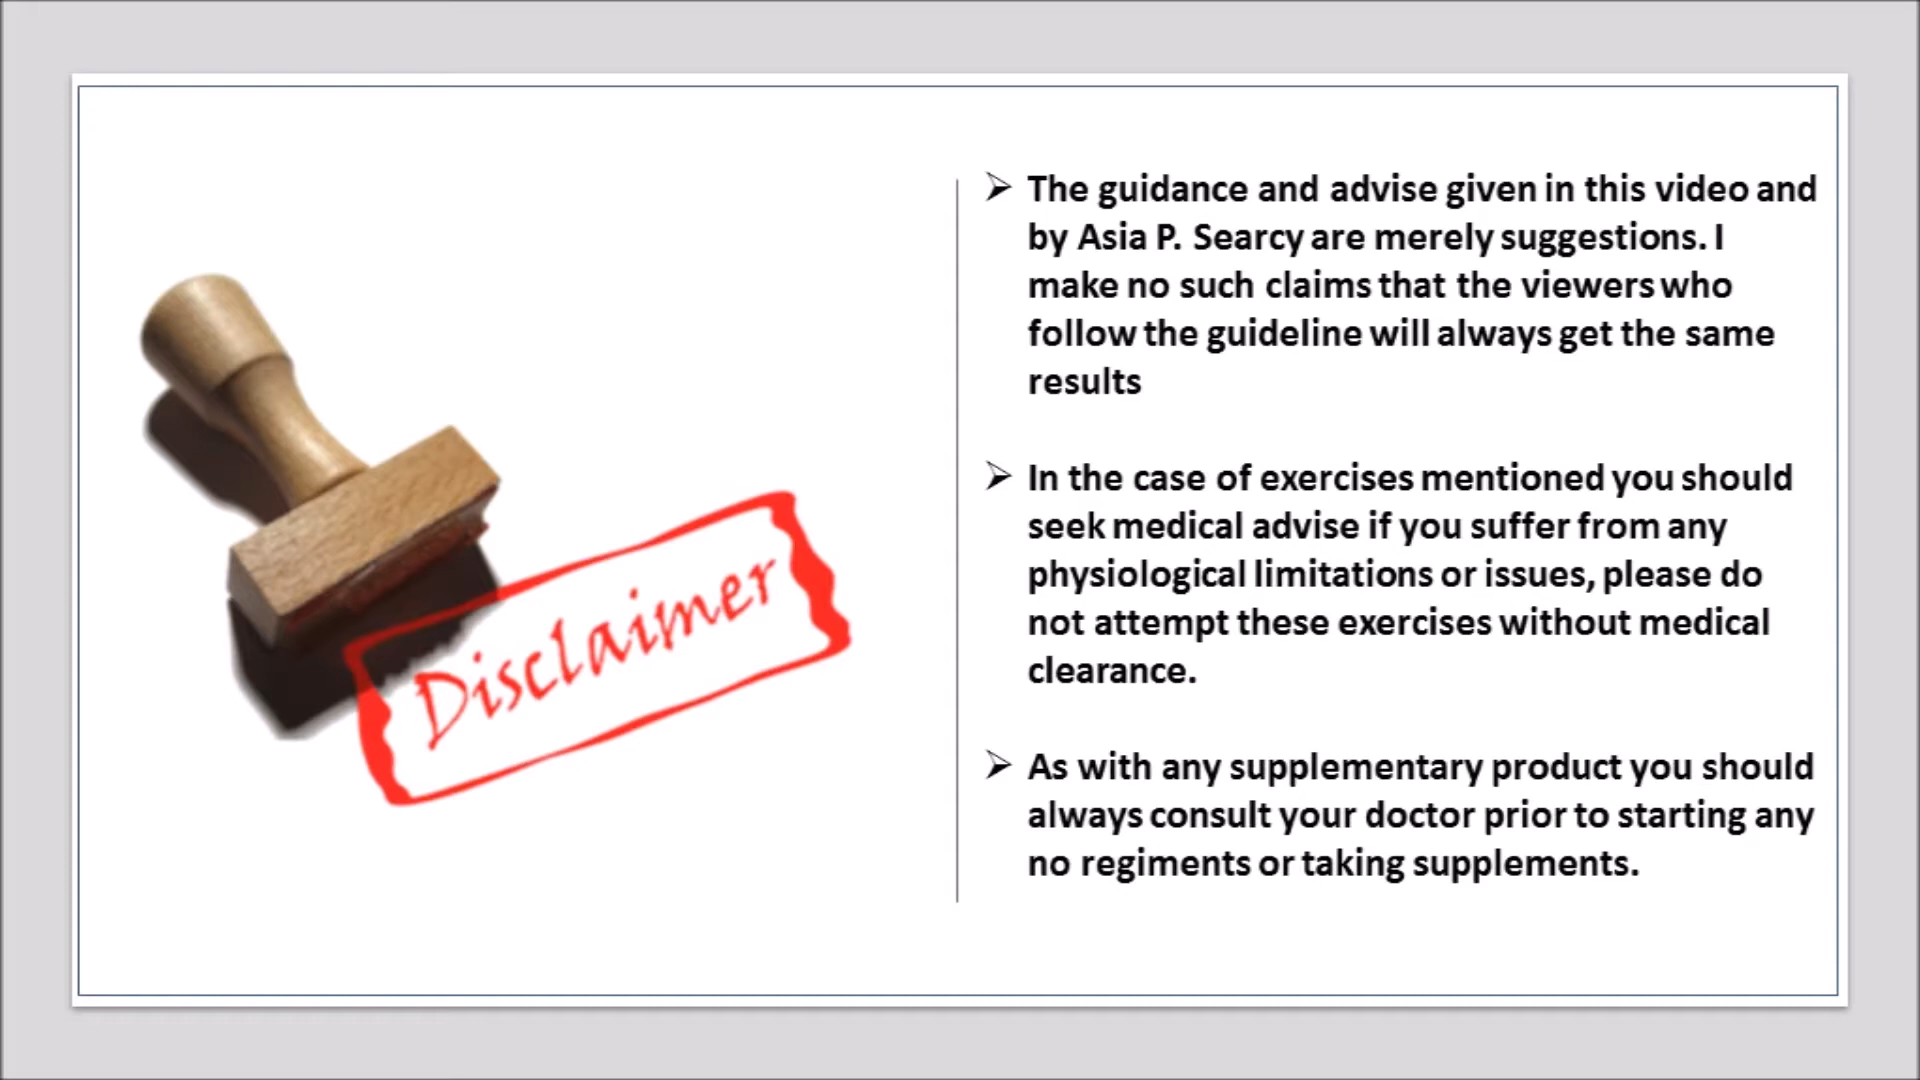 Disclaimer
The guidance and advise given in this video and
by Asia P. Searcy are merely suggestions. I
make no such claims that the viewers who
follow the guideline will always get the same
results
In the case of exercises mentioned you should
seek medical advise if you suffer from any
physiological limitations or issues, please do
not attempt these exercises without medical
clearance.
As with any supplementary product you should
always consult your doctor prior to starting any
no regiments or taking supplements.